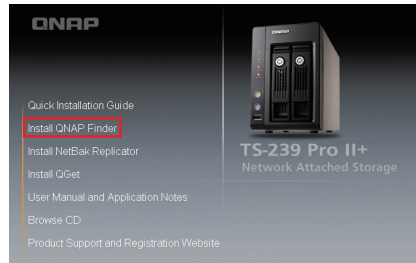 QNAP
Quick Installation Guide
Install QNAP Finder
Install NetBak Replicator
Install QGet
User Manual and Application Notes
Browse CD
Product Support and Registration Website
TS-239 Pro II+
Network Attached Storage